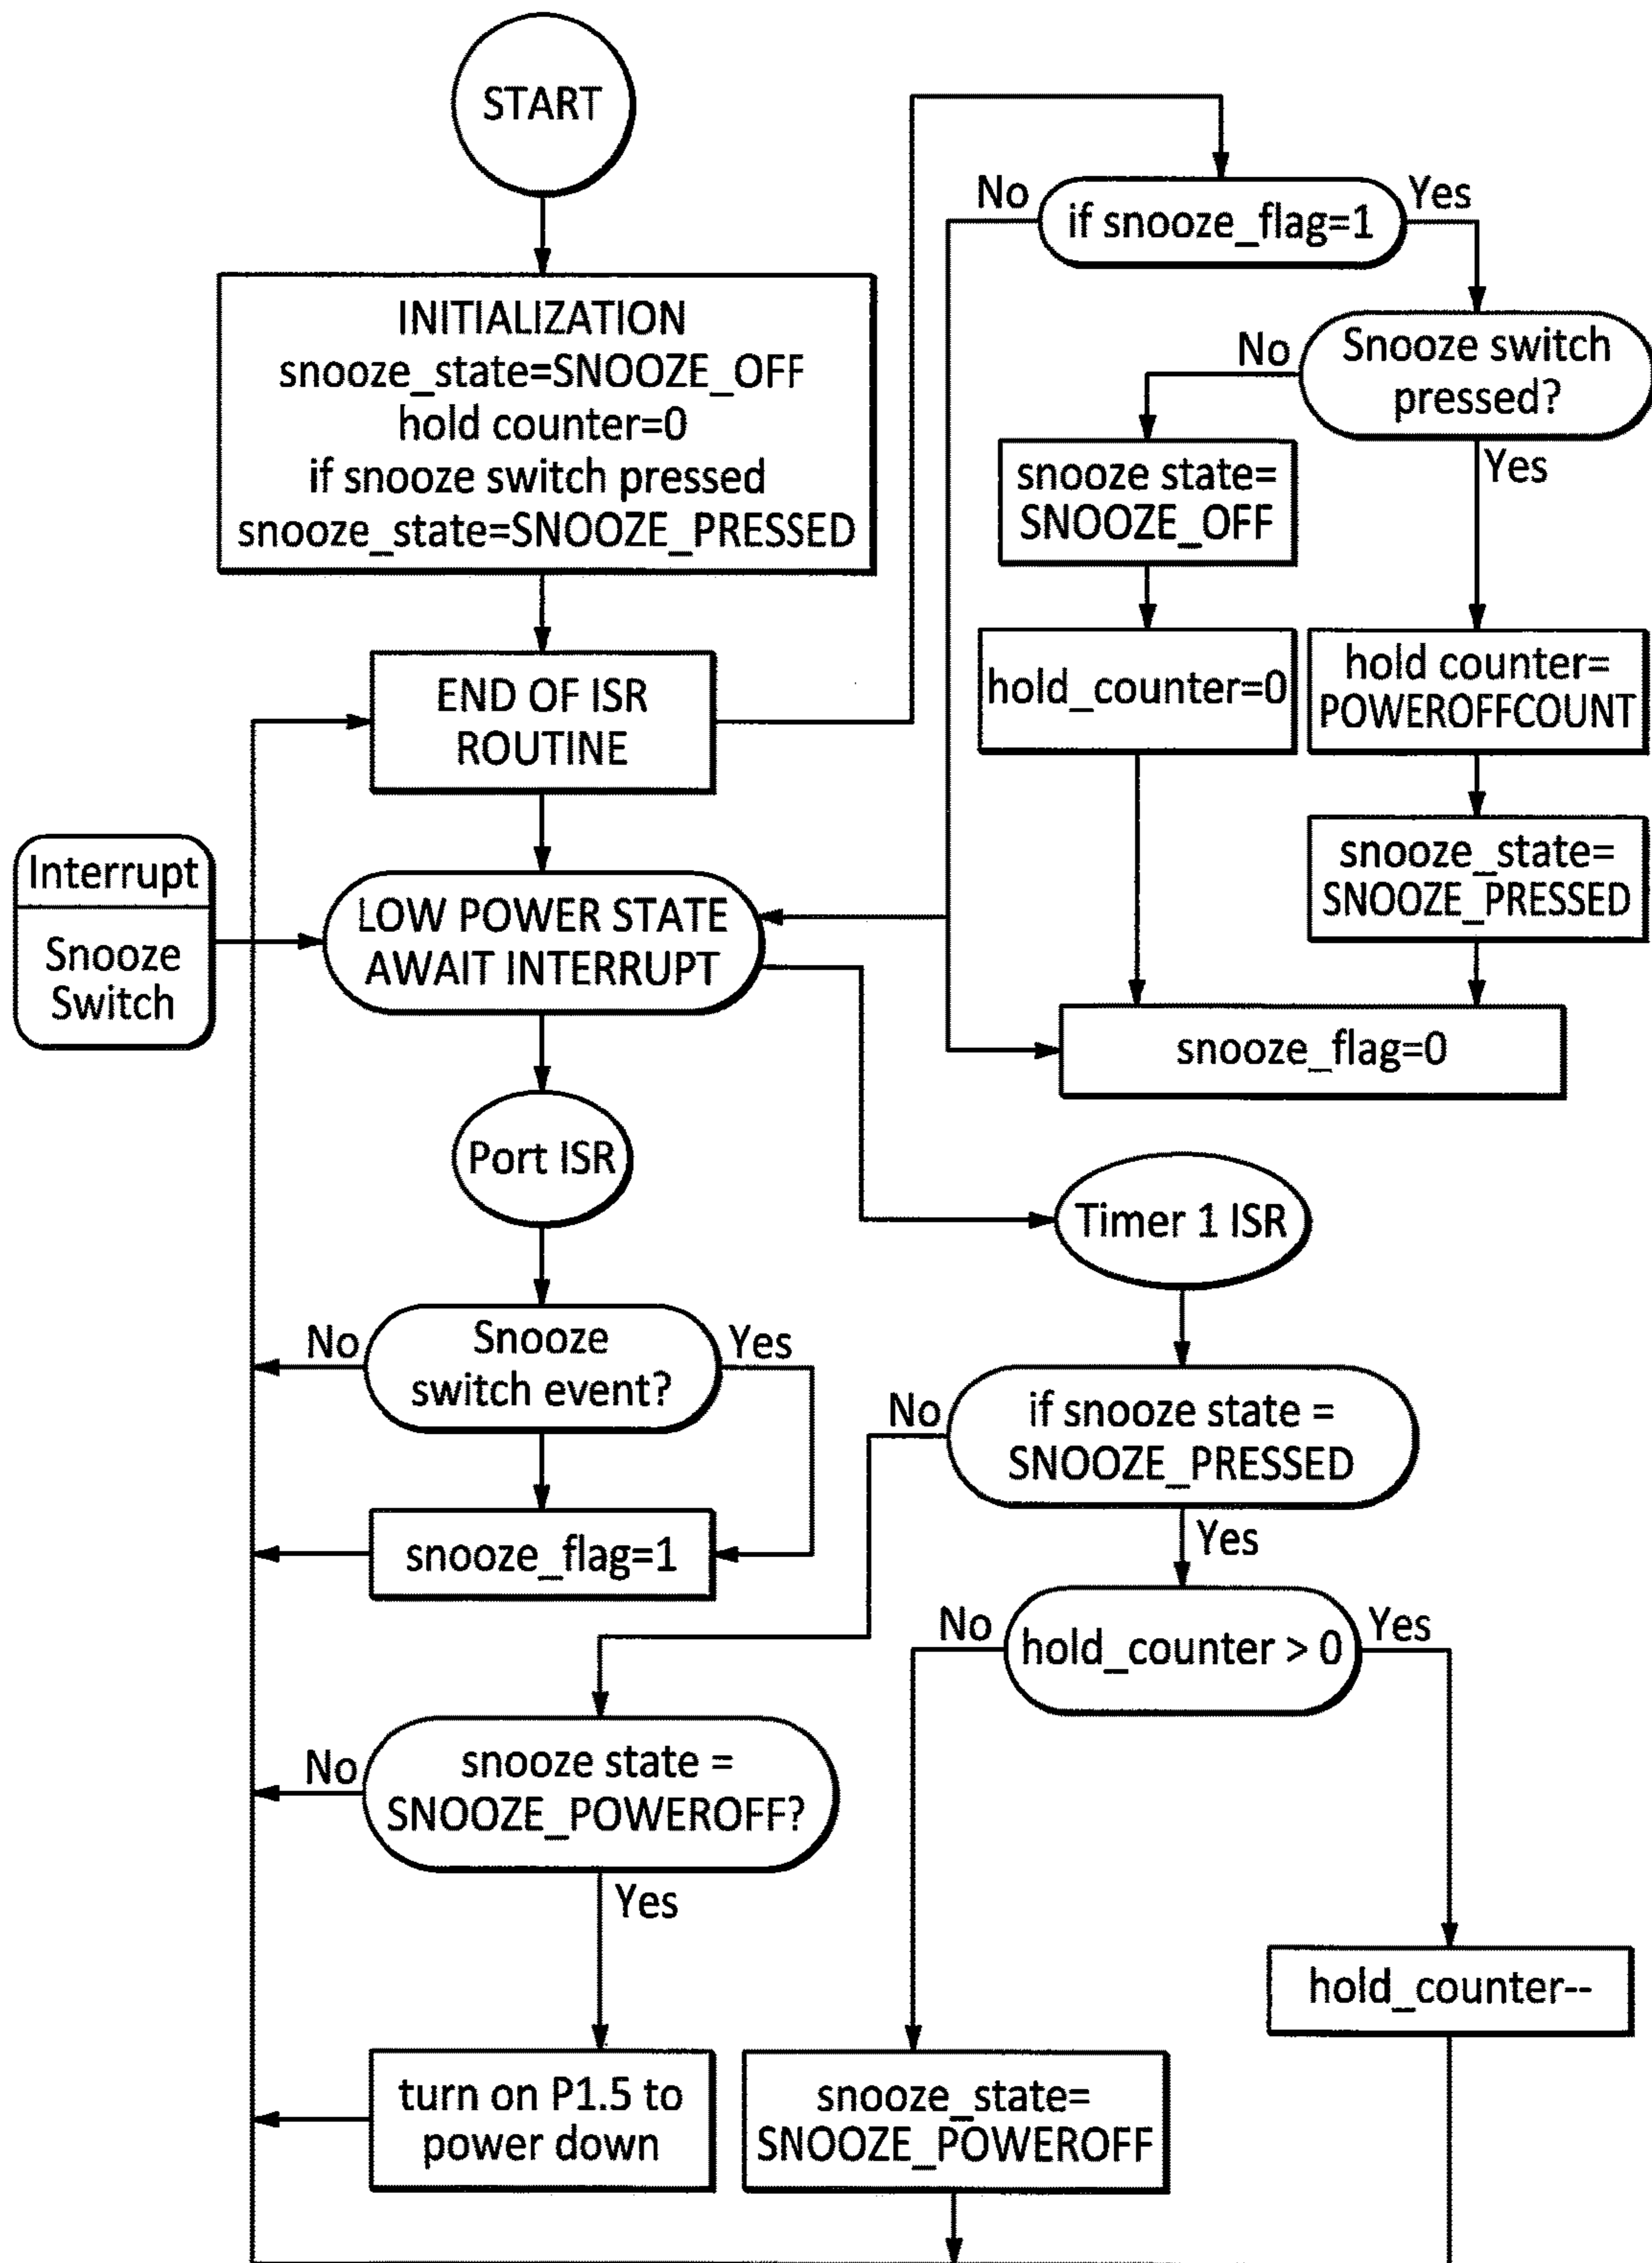 START
INITIALIZATION
snooze_state=SNOOZE_OFF
hold counter=0
if snooze switch pressed
snooze_state=SNOOZE_PRESSED
END OF ISR
ROUTINE
No
if snooze_flag=1
Yes
No
Snooze switch
pressed?
Yes
snooze state=
SNOOZE_OFF
hold_counter=0
hold counter=
POWEROFFCOUNT
snooze_state=
SNOOZE_PRESSED
snooze_flag=0
Interrupt
Snooze
Switch
LOW POWER STATE
AWAIT INTERRUPT
Port ISR
Timer 1 ISR
No
Snooze
switch event?
Yes
snooze_flag=1
No
if snooze state =
SNOOZE_PRESSED
Yes
No
hold_counter > 0
Yes
No
snooze state =
SNOOZE_POWEROFF?
Yes
turn on P1.5 to
power down
snooze_state=
SNOOZE_POWEROFF
hold_counter--